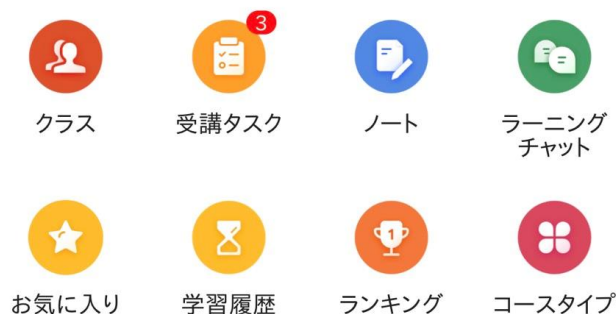 3
クラス
受講タスク
ノート
ラーニング
チャット
1
お気に入り
学習履歴
ランキング
コースタイプ